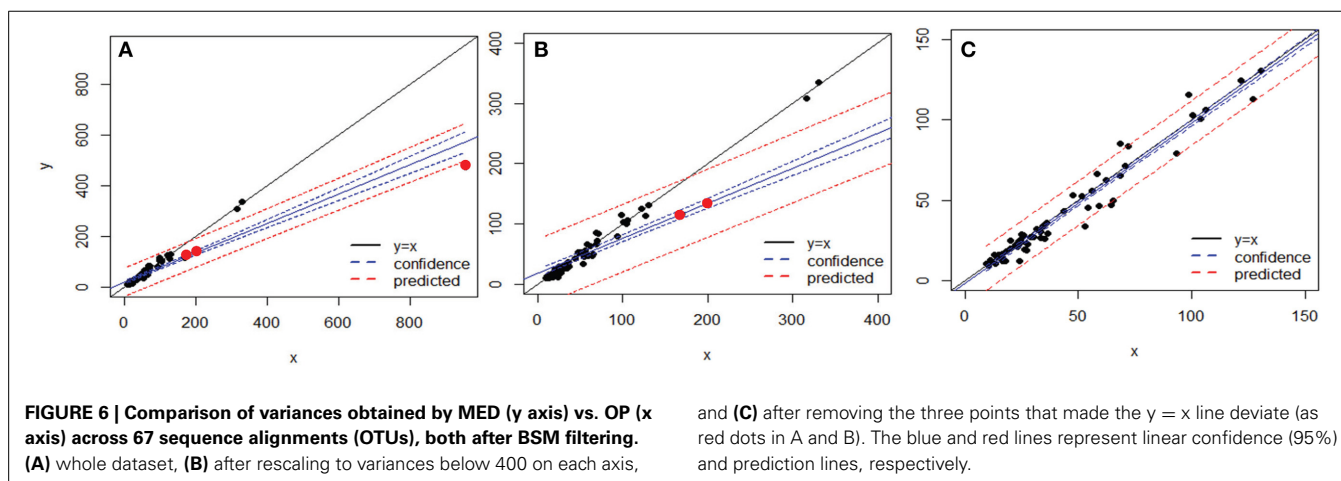 A
y
800
600
400
200
0
y=x
confidence
predicted
0 200 400 600 800
x
B
400
300
200
100
0
y=x
confidence
predicted
0 100 200 300 400
x
C
150
100
50
0
y=x
confidence
predicted
0 50 100 150
x
FIGURE 6 | Comparison of variances obtained by MED (y axis) vs. OP (x
axis) across 67 sequence alignments (OTUs), both after BSM filtering.
(A) whole dataset, (B) after rescaling to variances below 400 on each axis,
and (C) after removing the three points that made the y = x line deviate (as
red dots in A and B). The blue and red lines represent linear confidence (95%)
and prediction lines, respectively.